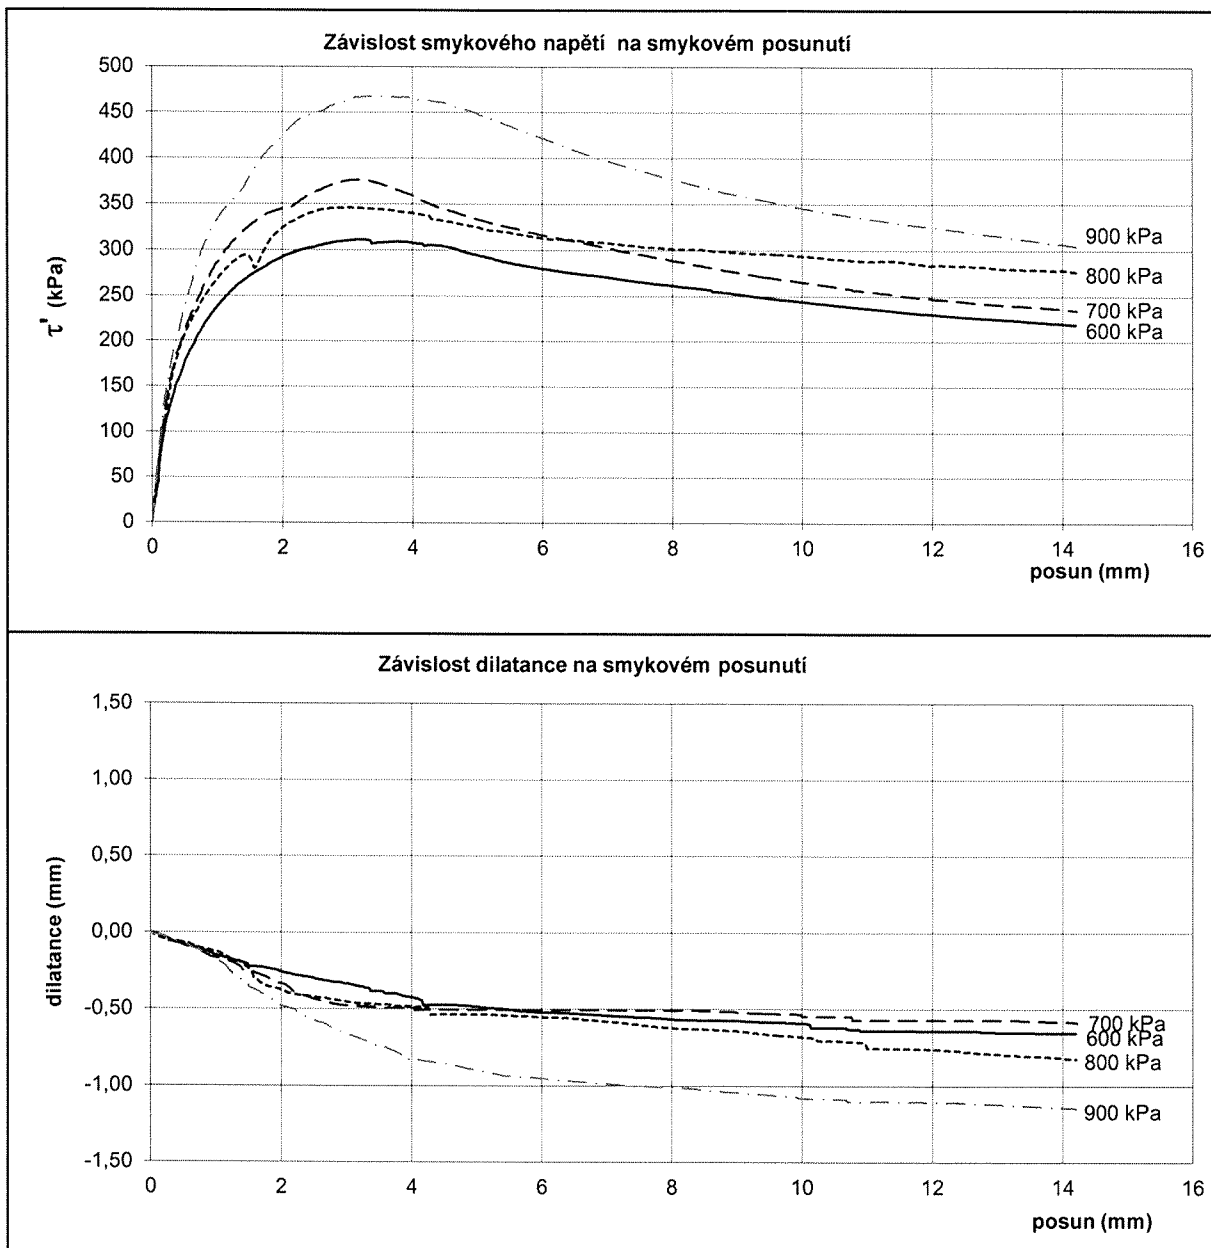 Závislost smykového napětí na smykovém posunutí
500
450
400
350
300
250
200
150
100
50
0
τ' (kPa)
900 kPa
800 kPa
700 kPa
600 kPa
0 2 4 6 8 10 12 14 16
posun (mm)
Závislost dilatance na smykovém posunutí
1,50
1,00
0,50
0,00
-0,50
-1,00
-1,50
dilatance (mm)
700 kPa
600 kPa
800 kPa
900 kPa
0 2 4 6 8 10 12 14 16
posun (mm)